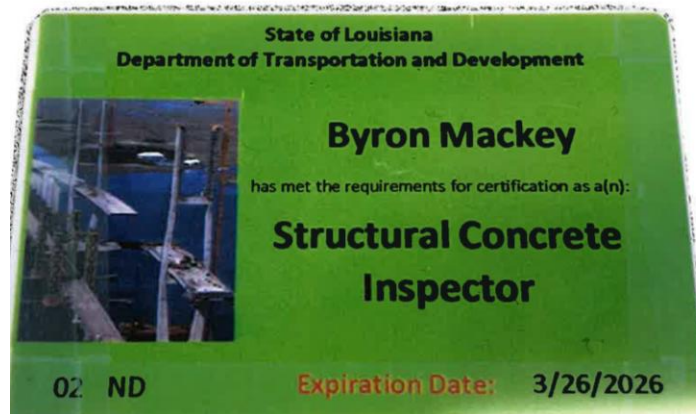 State of Louisiana
Department of Transportation and Development
Byron Mackey
has met the requirements for certification as a(n):
Structural Concrete
Inspector
02 ND Expiration Date: 3/26/2026